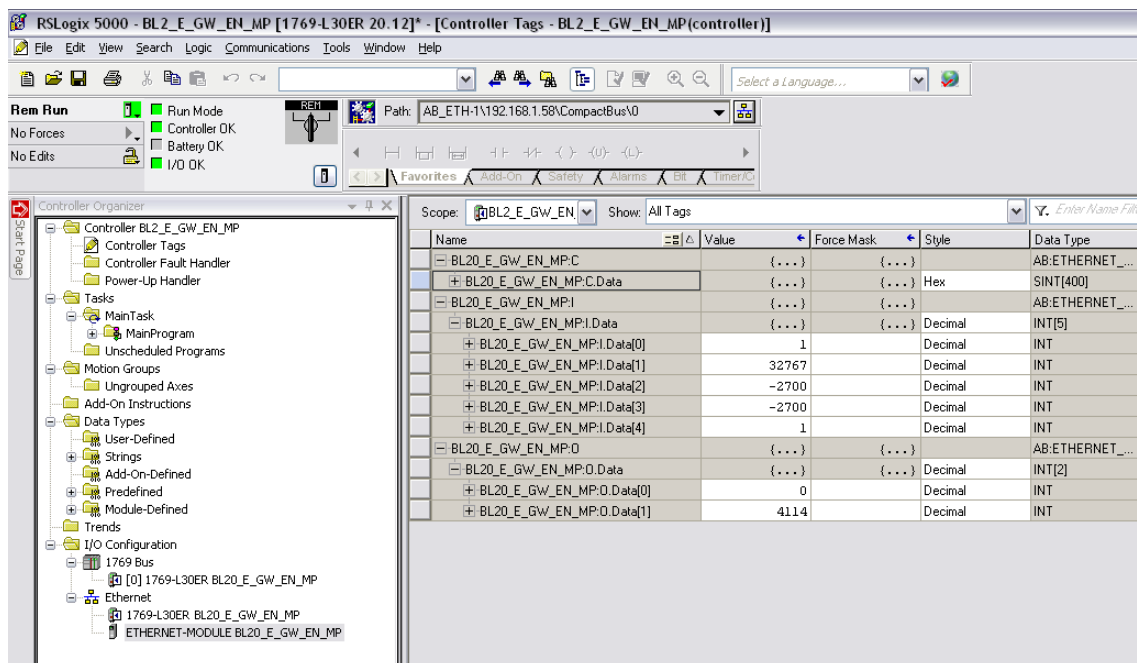 RSLogix 5000 - BL2_E_GW_EN_MP [1769-L30ER 20.12]* - [Controller Tags - BL2_E_GW_EN_MP(controller)]
File Edit View Search Logic Communications Tools Window Help
Select a Language...
Rem Run
No Forces
No Edits
Run Mode
Controller OK
Battery OK
I/O OK
REM
Path: AB_ETH-1\192.168.1.58\CompactBus\0
Favorites Add-On Safety Alarms Bit Timer/C
Start Page
Controller Organizer
Controller BL2_E_GW_EN_MP
Controller Tags
Controller Fault Handler
Power-Up Handler
Tasks
MainTask
MainProgram
Unscheduled Programs
Motion Groups
Ungrouped Axes
Add-On Instructions
Data Types
User-Defined
Strings
Add-On-Defined
Predefined
Module-Defined
Trends
I/O Configuration
1769 Bus
[0] 1769-L30ER BL20_E_GW_EN_MP
Ethernet
1769-L30ER BL20_E_GW_EN_MP
ETHERNET-MODULE BL20_E_GW_EN_MP
Scope: BL2_E_GW_EN Show: All Tags Enter Name Filt
Name Value Force Mask Style Data Type
BL20_E_GW_EN_MP:C {...} {...} AB:ETHERNET_...
BL20_E_GW_EN_MP:C.Data {...} {...} Hex SINT[400]
BL20_E_GW_EN_MP:I {...} {...} AB:ETHERNET_...
BL20_E_GW_EN_MP:I.Data {...} {...} Decimal INT[5]
BL20_E_GW_EN_MP:I.Data[0] 1 Decimal INT
BL20_E_GW_EN_MP:I.Data[1] 32767 Decimal INT
BL20_E_GW_EN_MP:I.Data[2] -2700 Decimal INT
BL20_E_GW_EN_MP:I.Data[3] -2700 Decimal INT
BL20_E_GW_EN_MP:I.Data[4] 1 Decimal INT
BL20_E_GW_EN_MP:O {...} {...} AB:ETHERNET_...
BL20_E_GW_EN_MP:O.Data {...} {...} Decimal INT[2]
BL20_E_GW_EN_MP:O.Data[0] 0 Decimal INT
BL20_E_GW_EN_MP:O.Data[1] 4114 Decimal INT